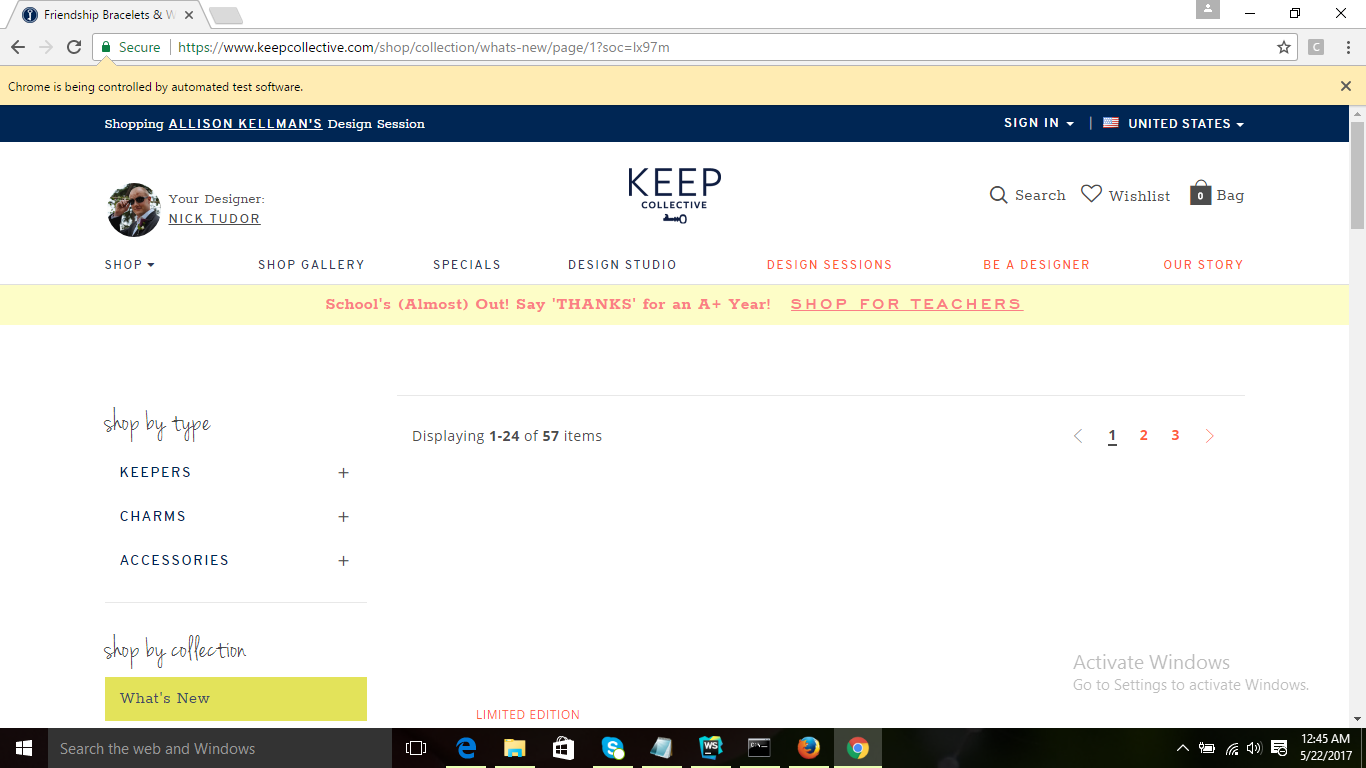 Friendship Bracelets & W
Secure
https://www.keepcollective.com/shop/collection/whats-new/page/1?soc=lx97m
C
Chrome is being controlled by automated test software.
Shopping ALLISON KELLMAN'S Design Session
SIGN IN | UNITED STATES
Your Designer:
NICK TUDOR
KEEP
COLLECTIVE
Search
Wishlist
0 Bag
SHOP SHOP GALLERY SPECIALS DESIGN STUDIO DESIGN SESSIONS BE A DESIGNER OUR STORY
School's (Almost) Out! Say 'THANKS' for an A+ Year! SHOP FOR TEACHERS
shop by type
KEEPERS +
CHARMS +
ACCESSORIES +
Displaying 1-24 of 57 items
1 2 3
shop by collection
What's New
LIMITED EDITION
Activate Windows
Go to Settings to activate Windows.
Search the web and Windows
12:45 AM
5/22/2017